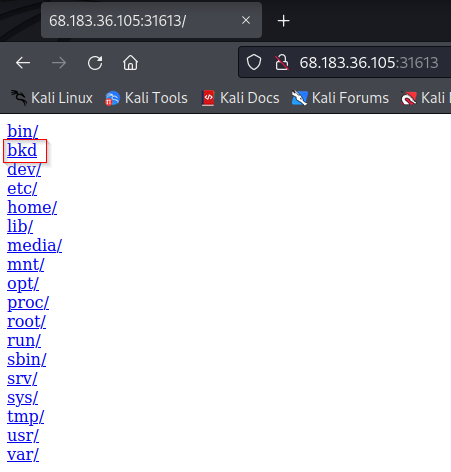 68.183.36.105:31613/
68.183.36.105:31613
Kali Linux Kali Tools Kali Docs Kali Forums Kali
bin/
bkd
dev/
etc/
home/
lib/
media/
mnt/
opt/
proc/
root/
run/
sbin/
srv/
sys/
tmp/
usr/
var/